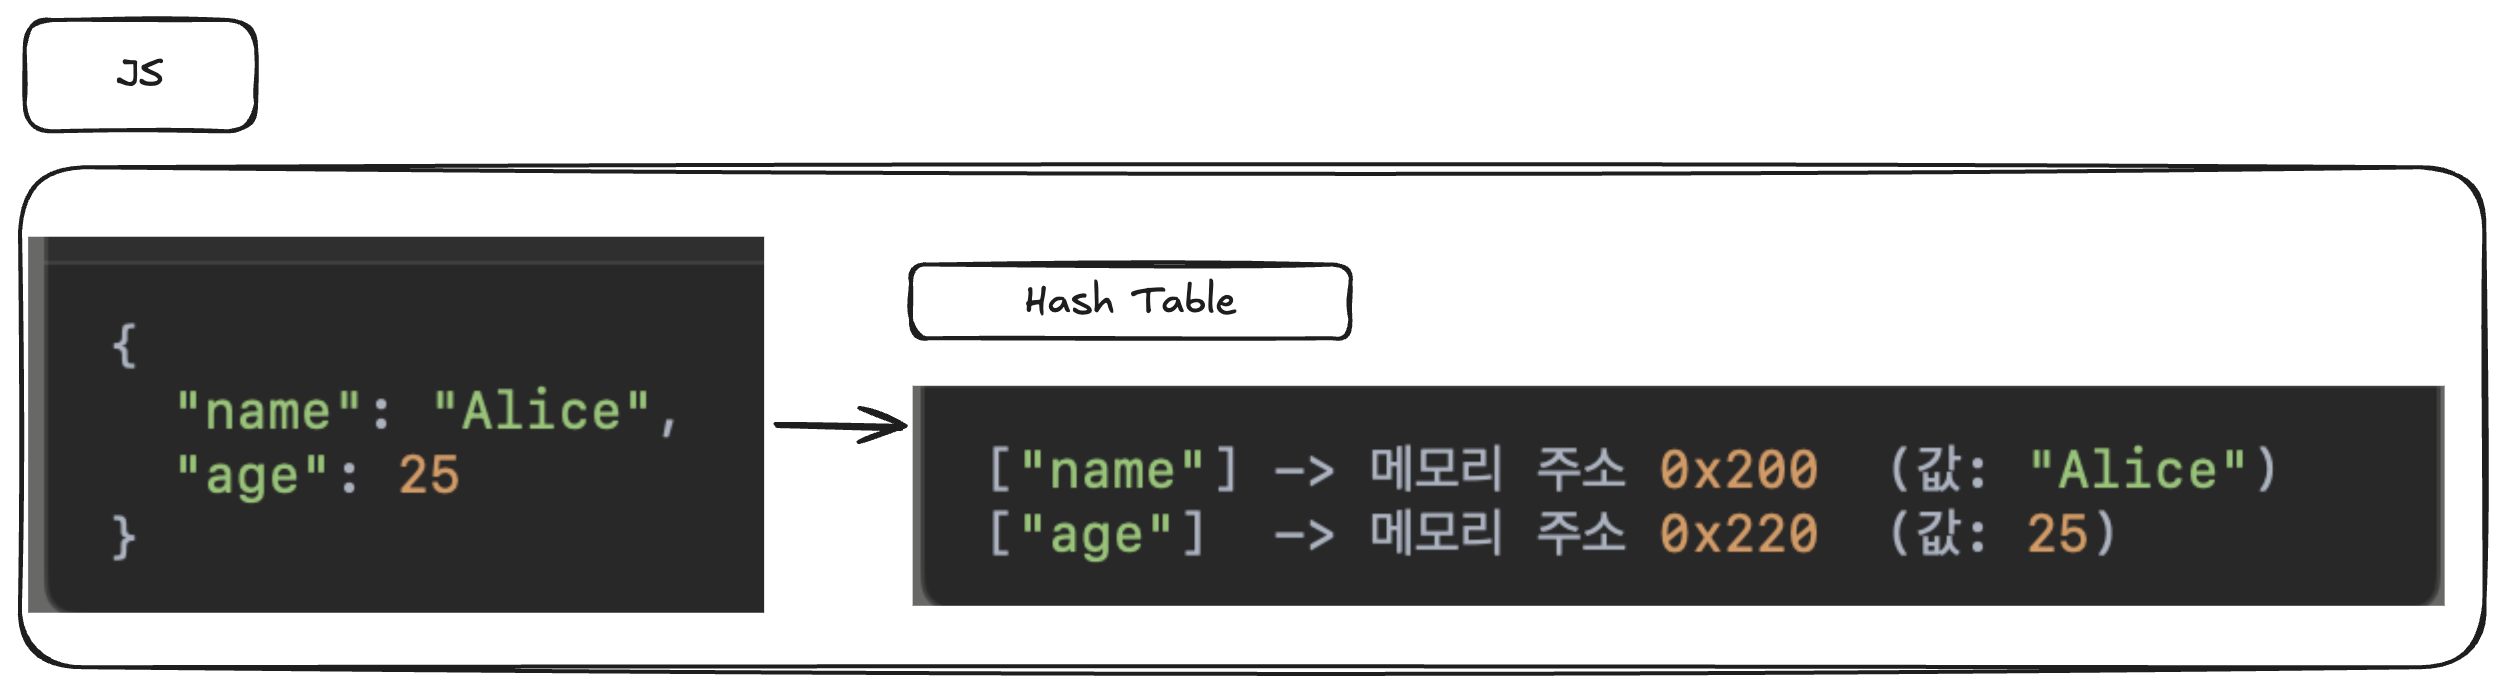 JS
{
"name": "Alice",
"age": 25
}
Hash Table
["name"] -> 메모리 주소 0x200 (값: "Alice")
["age"] -> 메모리 주소 0x220 (값: 25)